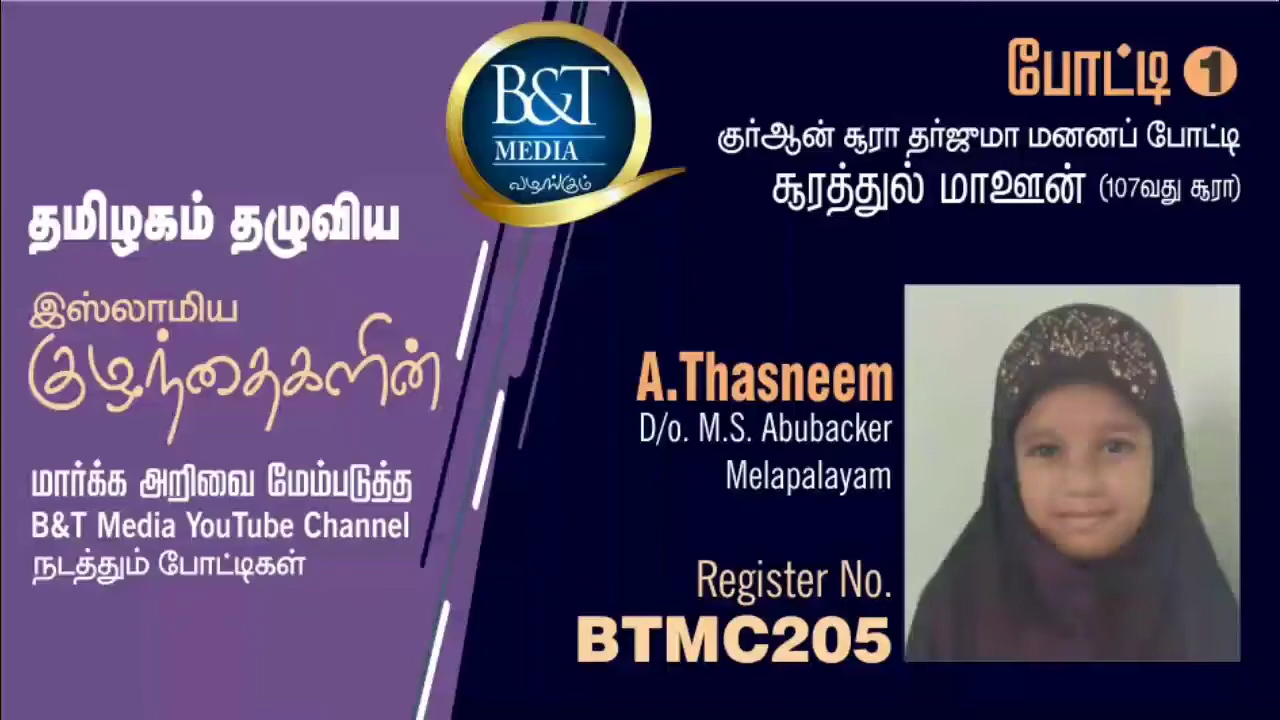 B&T
MEDIA
வழங்கும்
தமிழகம் தழுவிய
இஸ்லாமிய
குழந்தைகளின்
மார்க்க அறிவை மேம்படுத்த
B&T Media YouTube Channel
நடத்தும் போட்டிகள்
போட்டி 1
குர்ஆன் சூரா தர்ஜுமா மனனப் போட்டி
சூரத்துல் மாஊன் (107வது சூரா)
A.Thasneem
D/o. M.S. Abubacker
Melapalayam
Register No.
BTMC205